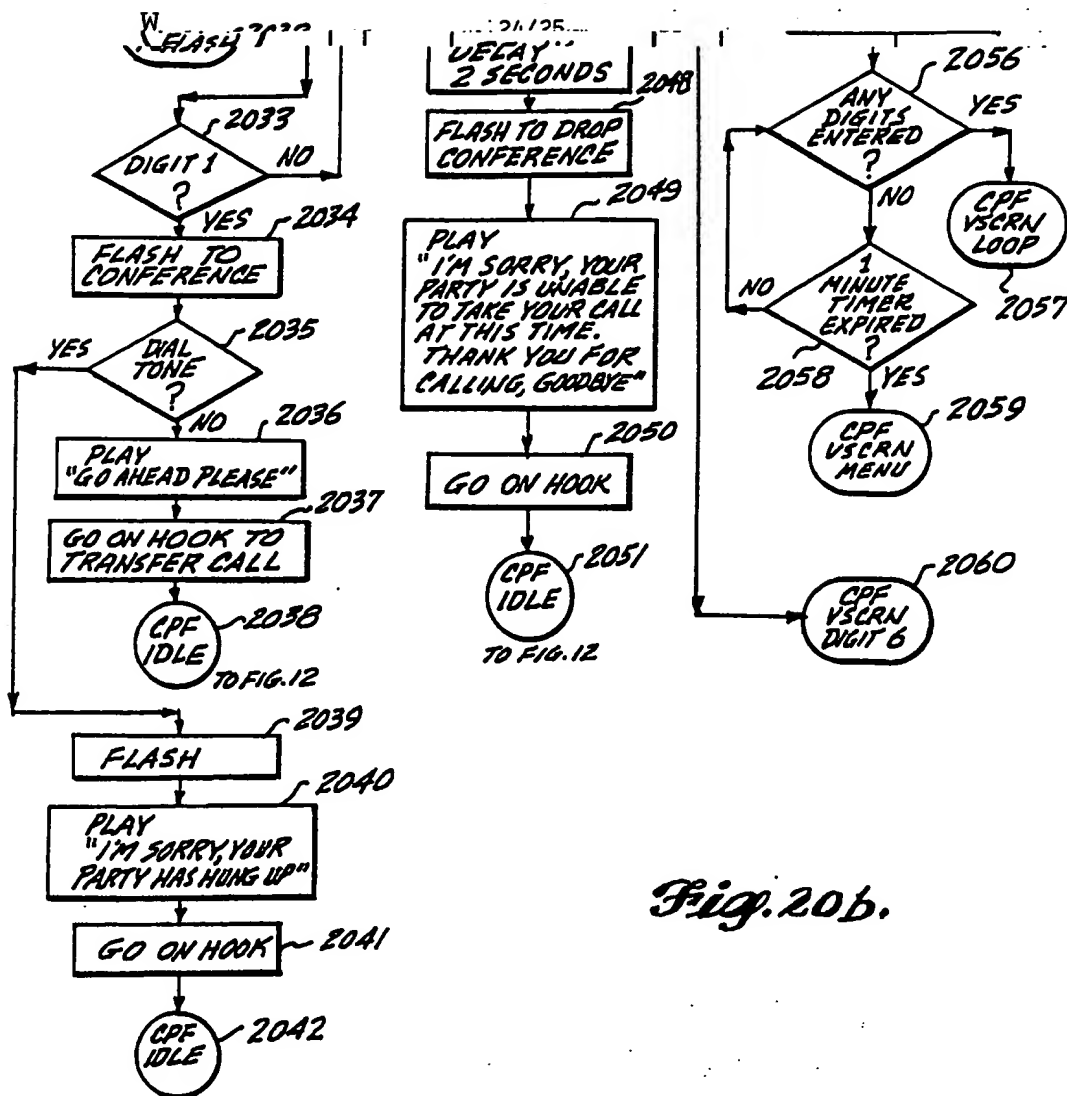 W
FLASH
24/25
2033
DIGIT 1
?
NO
YES
2034
FLASH TO
CONFERENCE
2035
YES
DIAL
TONE
?
NO
2036
PLAY
"GO AHEAD PLEASE"
2037
GO ON HOOK TO
TRANSFER CALL
CPF
IDLE
2038
TO FIG. 12
2039
FLASH
2040
PLAY
"I'M SORRY, YOUR
PARTY HAS HUNG UP"
GO ON HOOK
2041
CPF
IDLE
2042
2 SECONDS
2048
FLASH TO DROP
CONFERENCE
2049
PLAY
"I'M SORRY, YOUR
PARTY IS UNABLE
TO TAKE YOUR CALL
AT THIS TIME.
THANK YOU FOR
CALLING, GOODBYE"
2050
GO ON HOOK
2051
CPF
IDLE
TO FIG. 12
2056
ANY
DIGITS
ENTERED
?
YES
NO
CPF
VSCRN
LOOP
2057
1
MINUTE
TIMER
EXPIRED
?
NO
2058
YES
2059
CPF
VSCRN
MENU
2060
CPF
VSCRN
DIGIT 6
Fig. 20b.